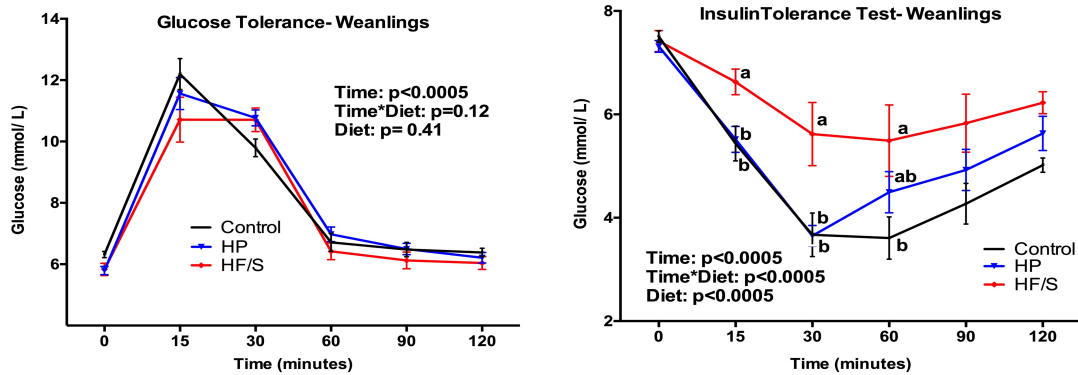 Glucose Tolerance- Weanlings
14
12
10
8
6
Glucose (mmol/ L)
Time: p<0.0005
Time*Diet: p=0.12
Diet: p= 0.41
Control
HP
HF/S
0 15 30 60 90 120
Time (minutes)
InsulinTolerance Test- Weanlings
8
6
4
2
Glucose (mmol/ L)
a
a
a
b
b
ab
b
b
b
Time: p<0.0005
Time*Diet: p<0.0005
Diet: p<0.0005
Control
HP
HF/S
0 15 30 60 90 120
Time (minutes)